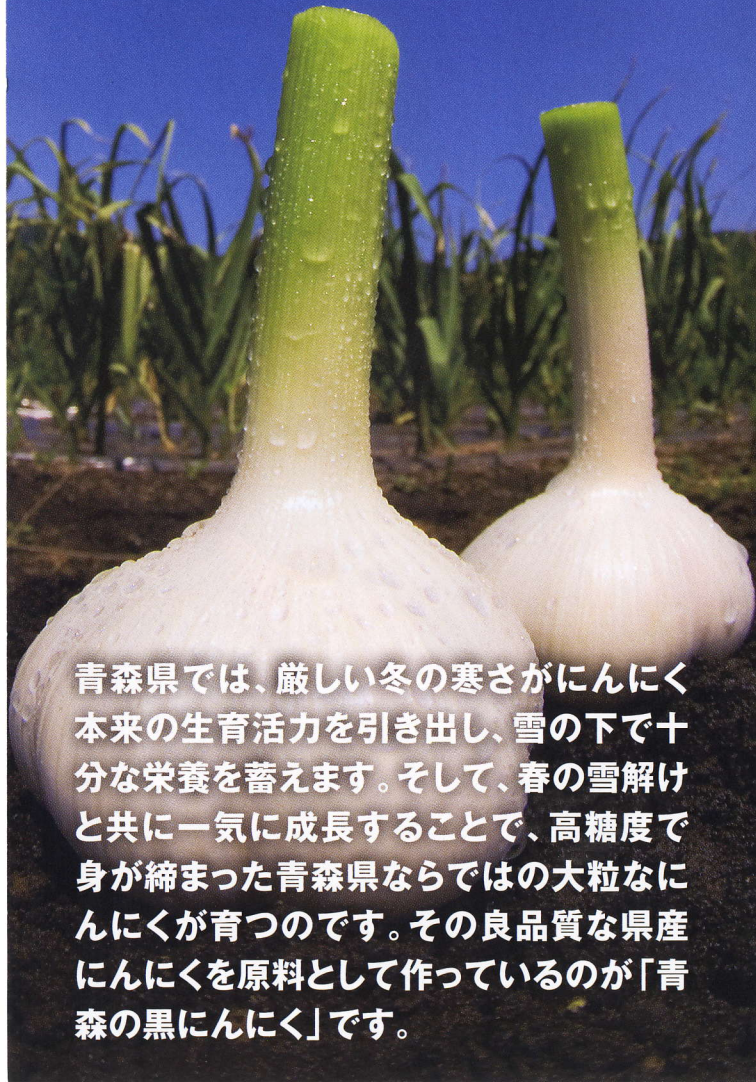 青森県では、厳しい冬の寒さがにんにく
本来の生育活力を引き出し、雪の下で十
分な栄養を蓄えます。そして、春の雪解け
と共に一気に成長することで、高糖度で
身が締まった青森県ならではの大粒なに
んにくが育つのです。その良品質な県産
にんにくを原料として作っているのが「青
森の黒にんにく」です。